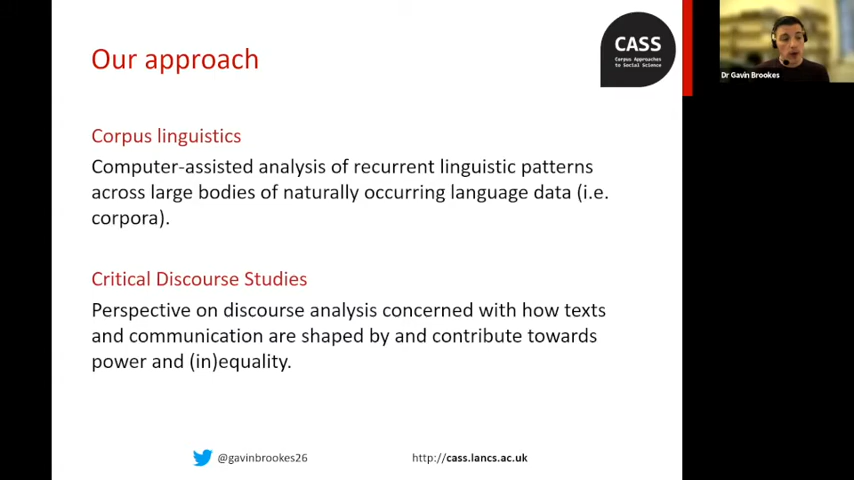 Our approach
CASS
Corpus Approaches
to Social Science
Dr Gavin Brookes
Corpus linguistics
Computer-assisted analysis of recurrent linguistic patterns
across large bodies of naturally occurring language data (i.e.
corpora).
Critical Discourse Studies
Perspective on discourse analysis concerned with how texts
and communication are shaped by and contribute towards
power and (in)equality.
@gavinbrookes26
http://cass.lancs.ac.uk